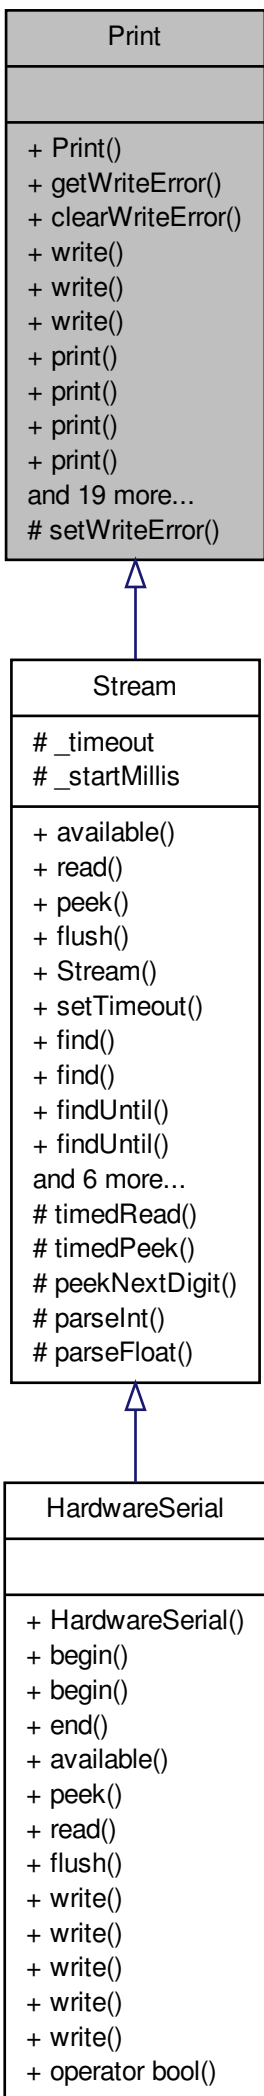 Print
+ Print()
+ getWriteError()
+ clearWriteError()
+ write()
+ write()
+ write()
+ print()
+ print()
+ print()
+ print()
and 19 more...
# setWriteError()
Stream
# _timeout
# _startMillis
+ available()
+ read()
+ peek()
+ flush()
+ Stream()
+ setTimeout()
+ find()
+ find()
+ findUntil()
+ findUntil()
and 6 more...
# timedRead()
# timedPeek()
# peekNextDigit()
# parseInt()
# parseFloat()
HardwareSerial
+ HardwareSerial()
+ begin()
+ begin()
+ end()
+ available()
+ peek()
+ read()
+ flush()
+ write()
+ write()
+ write()
+ write()
+ write()
+ operator bool()